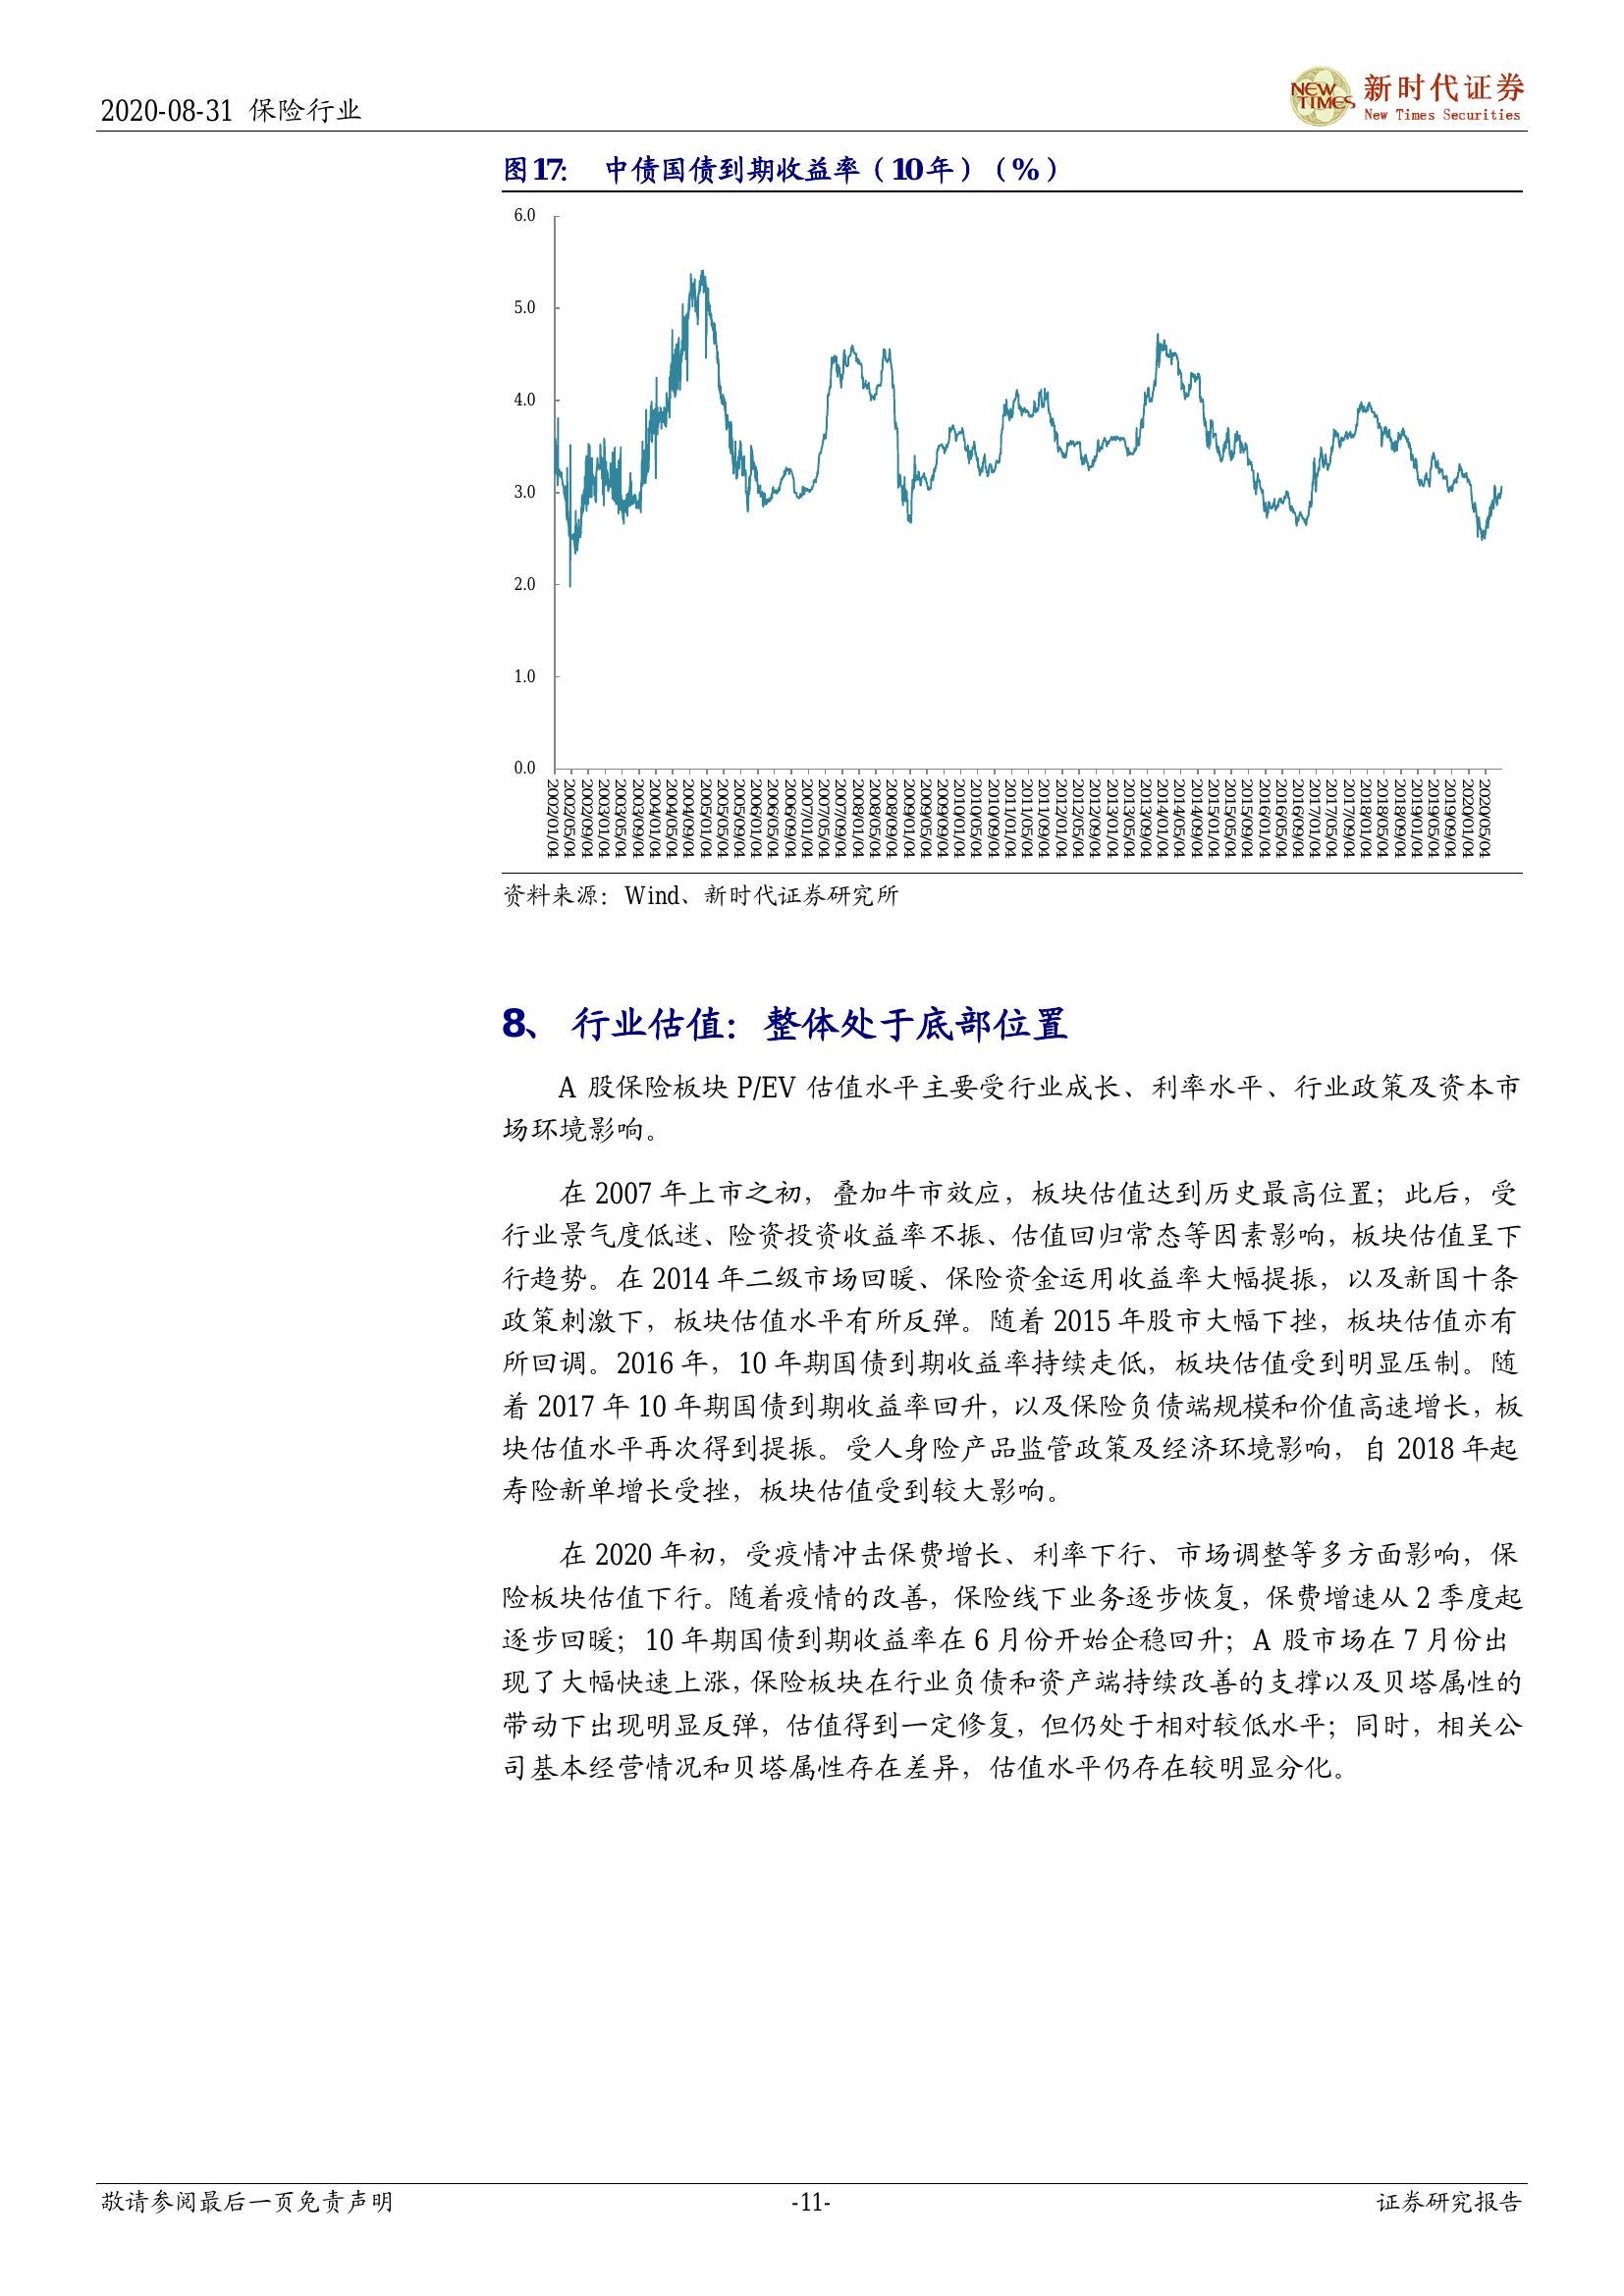 2020-08-31 保险行业
NEW TIMES 新时代证券
New Times Securities
图17: 中债国债到期收益率（10年）（%）
6.0
5.0
4.0
3.0
2.0
1.0
0.0
2002/01/04
2002/05/04
2002/09/04
2003/01/04
2003/05/04
2003/09/04
2004/01/04
2004/05/04
2004/09/04
2005/01/04
2005/05/04
2005/09/04
2006/01/04
2006/05/04
2006/09/04
2007/01/04
2007/05/04
2007/09/04
2008/01/04
2008/05/04
2008/09/04
2009/01/04
2009/05/04
2009/09/04
2010/01/04
2010/05/04
2010/09/04
2011/01/04
2011/05/04
2011/09/04
2012/01/04
2012/05/04
2012/09/04
2013/01/04
2013/05/04
2013/09/04
2014/01/04
2014/05/04
2014/09/04
2015/01/04
2015/05/04
2015/09/04
2016/01/04
2016/05/04
2016/09/04
2017/01/04
2017/05/04
2017/09/04
2018/01/04
2018/05/04
2018/09/04
2019/01/04
2019/05/04
2019/09/04
2020/01/04
2020/05/04
资料来源：Wind、新时代证券研究所
8、 行业估值：整体处于底部位置
A 股保险板块 P/EV 估值水平主要受行业成长、利率水平、行业政策及资本市
场环境影响。
在 2007 年上市之初，叠加牛市效应，板块估值达到历史最高位置；此后，受
行业景气度低迷、险资投资收益率不振、估值回归常态等因素影响，板块估值呈下
行趋势。在 2014 年二级市场回暖、保险资金运用收益率大幅提振，以及新国十条
政策刺激下，板块估值水平有所反弹。随着 2015 年股市大幅下挫，板块估值亦有
所回调。2016 年，10 年期国债到期收益率持续走低，板块估值受到明显压制。随
着 2017 年 10 年期国债到期收益率回升，以及保险负债端规模和价值高速增长，板
块估值水平再次得到提振。受人身险产品监管政策及经济环境影响，自 2018 年起
寿险新单增长受挫，板块估值受到较大影响。
在 2020 年初，受疫情冲击保费增长、利率下行、市场调整等多方面影响，保
险板块估值下行。随着疫情的改善，保险线下业务逐步恢复，保费增速从 2 季度起
逐步回暖；10 年期国债到期收益率在 6 月份开始企稳回升；A 股市场在 7 月份出
现了大幅快速上涨，保险板块在行业负债和资产端持续改善的支撑以及贝塔属性的
带动下出现明显反弹，估值得到一定修复，但仍处于相对较低水平；同时，相关公
司基本经营情况和贝塔属性存在差异，估值水平仍存在较明显分化。
敬请参阅最后一页免责声明 -11- 证券研究报告